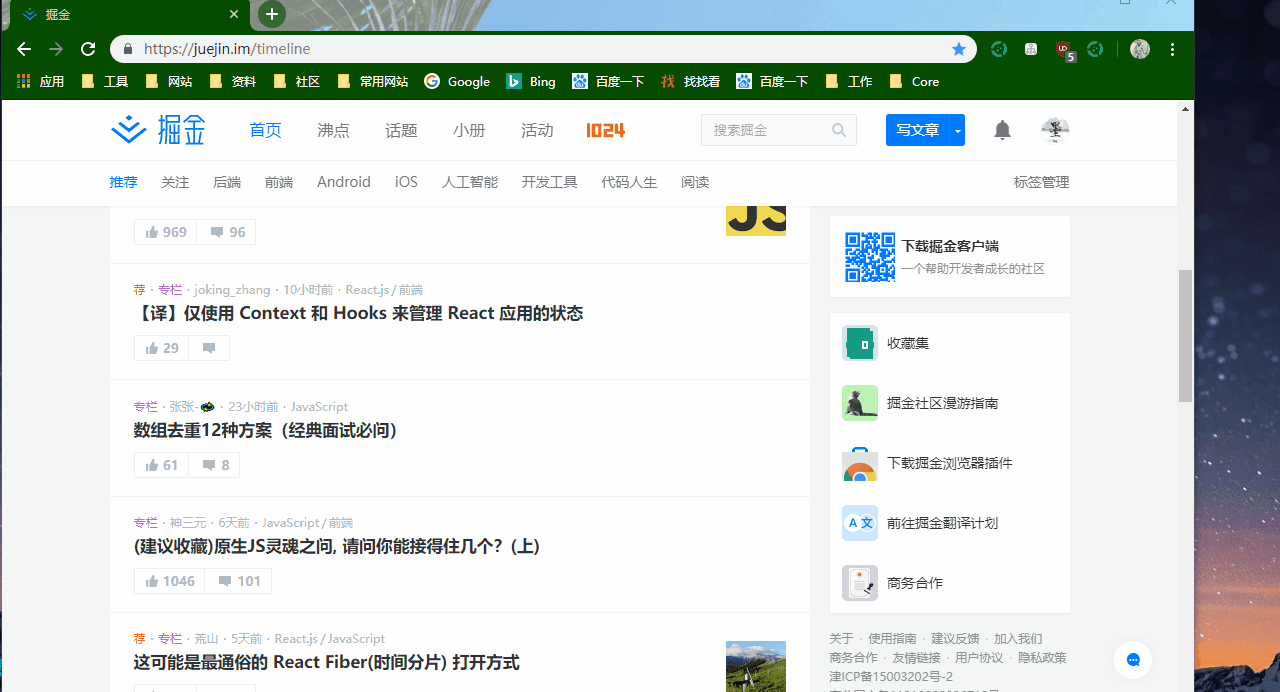 掘金
https://juejin.im/timeline
5
应用 工具 网站 资料 社区 常用网站 Google Bing 百度一下 找 找找看 百度一下 工作 Core
掘金 首页 沸点 话题 小册 活动 1024 搜索掘金 写文章
推荐 关注 后端 前端 Android iOS 人工智能 开发工具 代码人生 阅读 标签管理
969 96
JS
荐 · 专栏 · joking_zhang · 10小时前 · React.js / 前端
【译】仅使用 Context 和 Hooks 来管理 React 应用的状态
29
专栏 · 张张- · 23小时前 · JavaScript
数组去重12种方案（经典面试必问）
61 8
专栏 · 神三元 · 6天前 · JavaScript / 前端
(建议收藏)原生JS灵魂之问, 请问你能接得住几个？(上)
1046 101
荐 · 专栏 · 荒山 · 5天前 · React.js / JavaScript
这可能是最通俗的 React Fiber(时间分片) 打开方式
下载掘金客户端
一个帮助开发者成长的社区
收藏集
掘金社区漫游指南
下载掘金浏览器插件
A 文
前往掘金翻译计划
商务合作
关于 · 使用指南 · 建议反馈 · 加入我们
商务合作 · 友情链接 · 用户协议 · 隐私政策
津ICP备15003202号-2